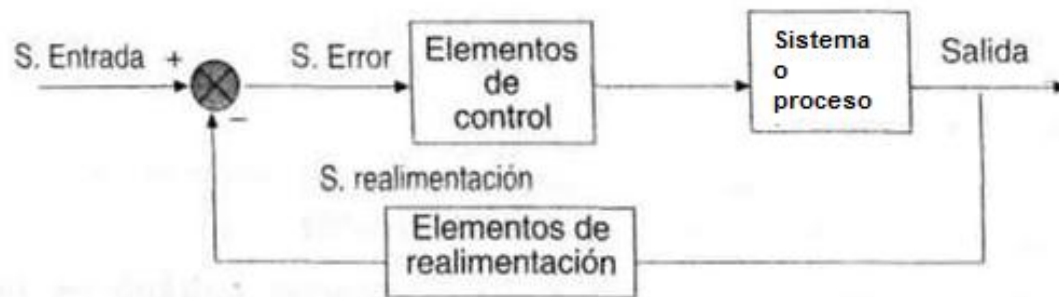 S. Entrada +
S. Error
Elementos
de
control
Sistema
o
proceso
Salida
−
S. realimentación
Elementos de
realimentación